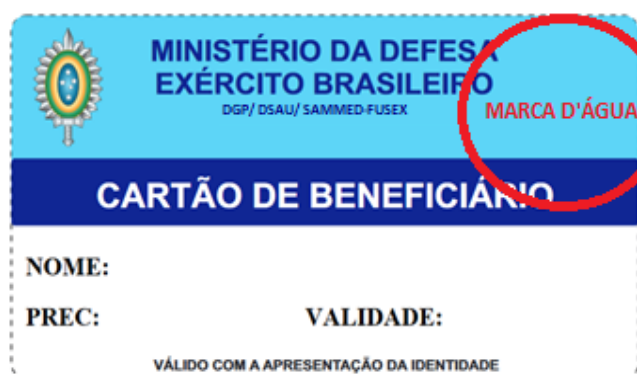 MINISTÉRIO DA DEFESA
EXÉRCITO BRASILEIRO
DGP/ DSAU/ SAMMED-FUSEX
MARCA D'ÁGUA
CARTÃO DE BENEFICIÁRIO
NOME:
PREC: VALIDADE:
VÁLIDO COM A APRESENTAÇÃO DA IDENTIDADE